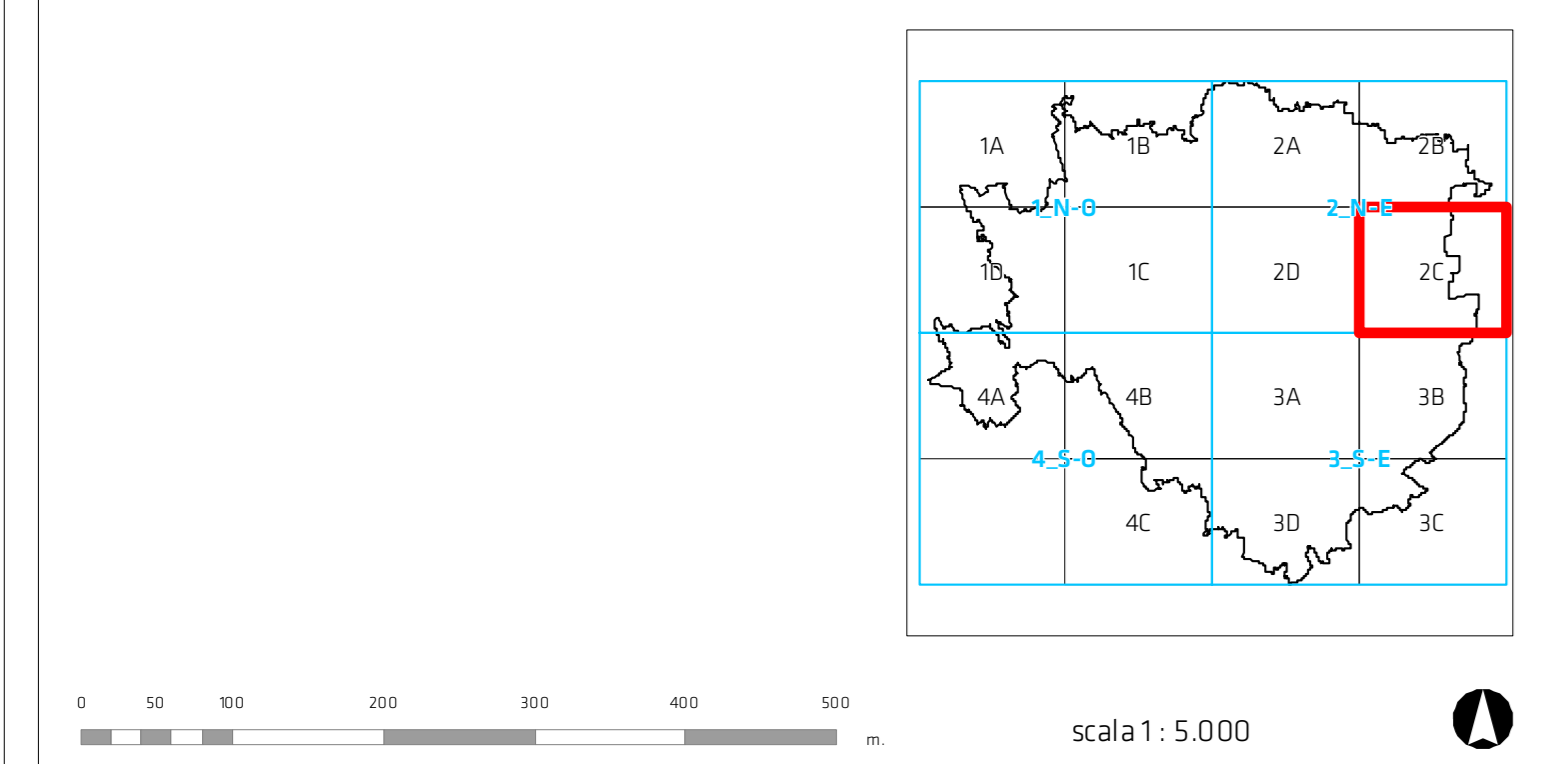 1A 1B 2A 2B
1_N-O 2_N-E
1D 1C 2D 2C
4A 4B 3A 3B
4_S-O 3_S-E
4C 3D 3C
0 50 100 200 300 400 500
m.
scala 1 : 5.000